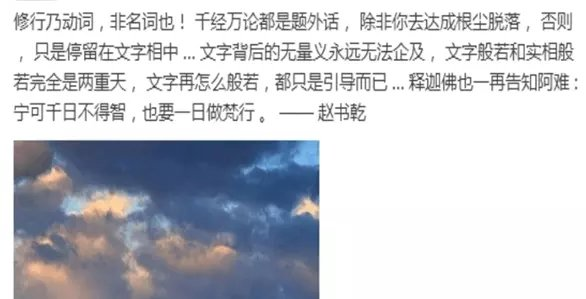 修行乃动词，非名词也！千经万论都是题外话，除非你去达成根尘脱落，否则
，只是停留在文字相中 ... 文字背后的无量义永远无法企及，文字般若和实相般
若完全是两重天，文字再怎么般若，都只是引导而已 ... 释迦佛也一再告知阿难：
宁可千日不得智，也要一日做梵行。 —— 赵书乾